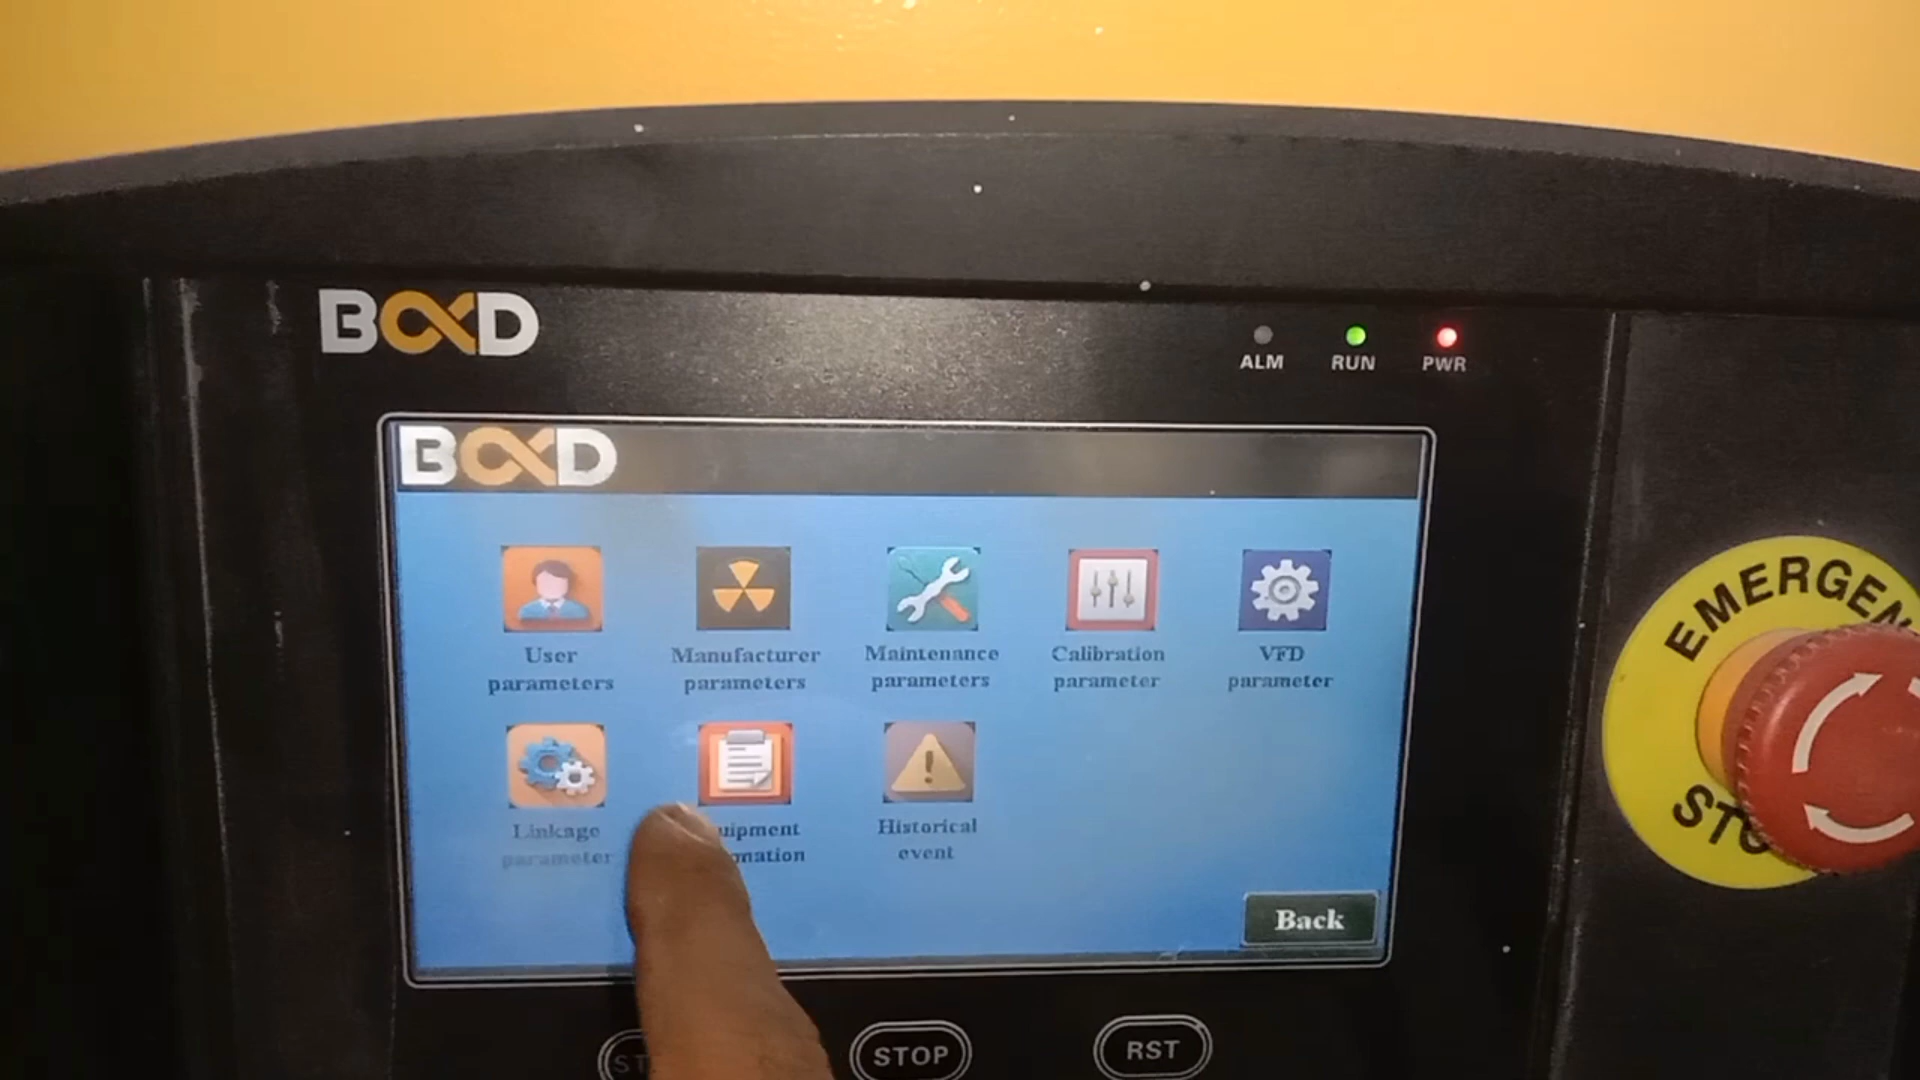 BOD
ALM RUN PWR
BOD
User
parameters
Manufacturer
parameters
Maintenance
parameters
Calibration
parameter
VFD
parameter
Linkage
parameter
uipment
mation
Historical
event
Back
EMERGEN
STO
ST
STOP
RST